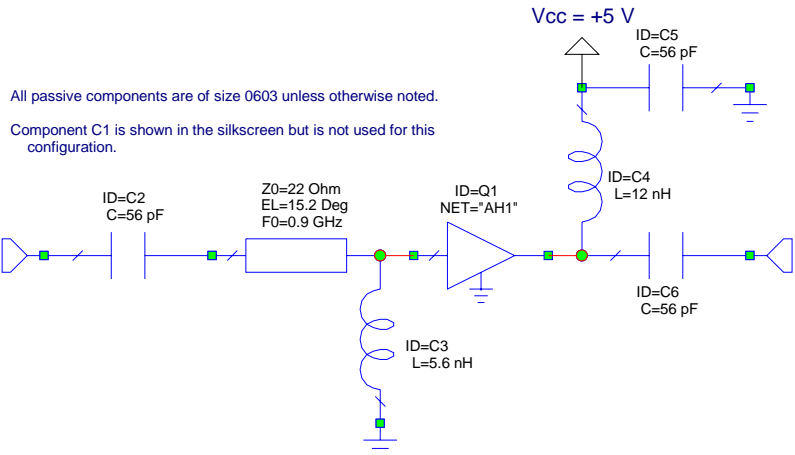 Vcc = +5 V
ID=C5
C=56 pF
All passive components are of size 0603 unless otherwise noted.
Component C1 is shown in the silkscreen but is not used for this
configuration.
ID=C4
L=12 nH
ID=C2
C=56 pF
Z0=22 Ohm
EL=15.2 Deg
F0=0.9 GHz
ID=Q1
NET="AH1"
ID=C6
C=56 pF
ID=C3
L=5.6 nH